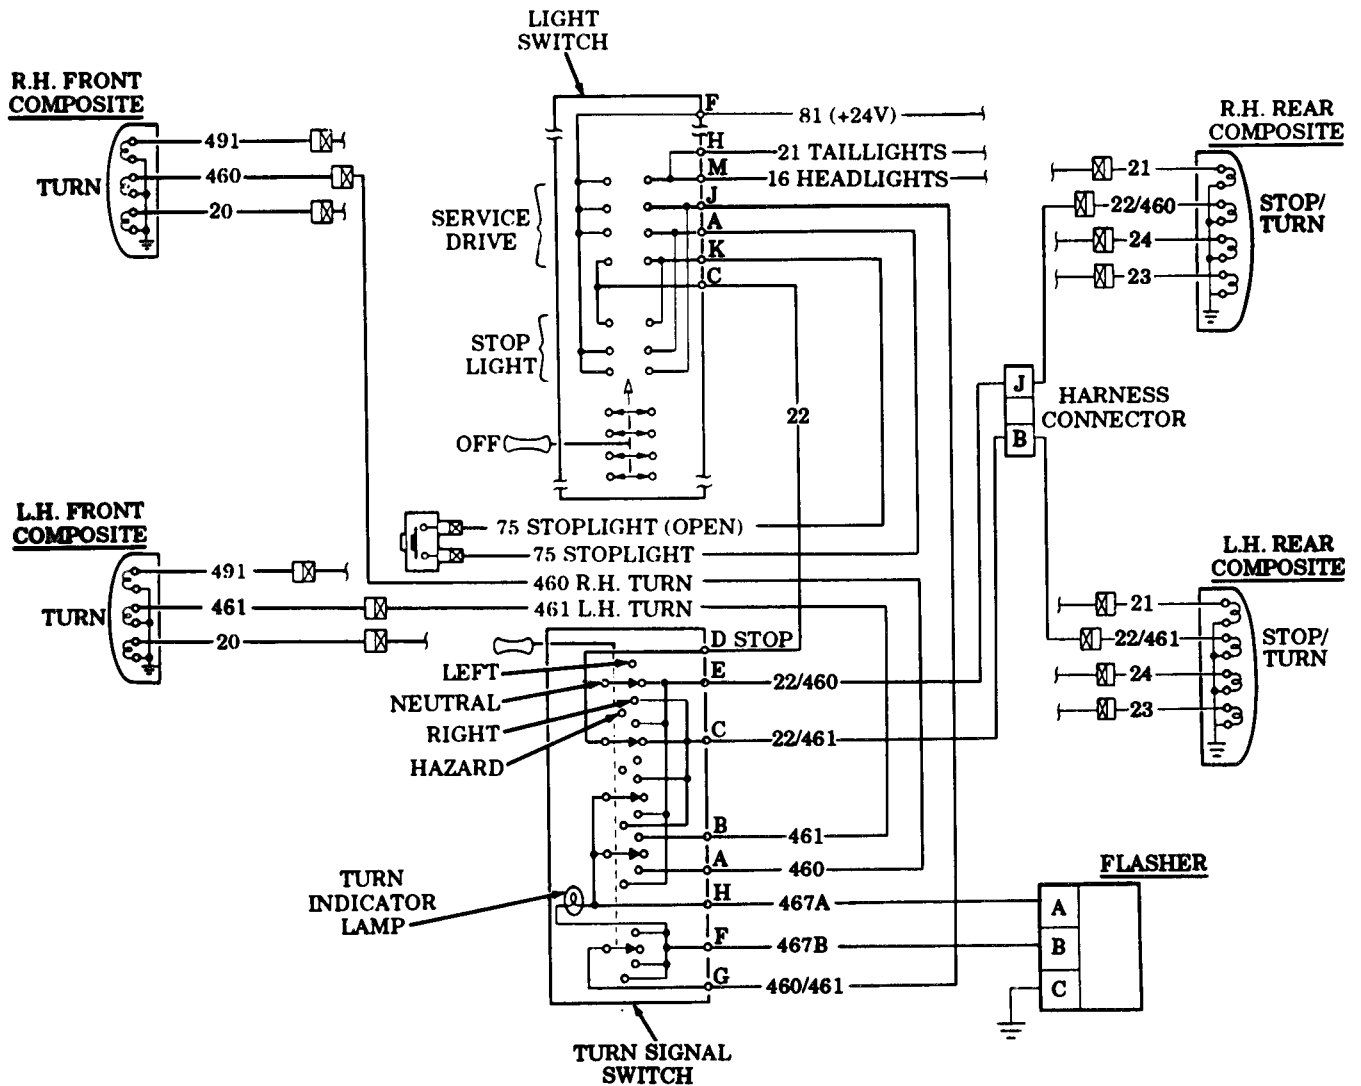 LIGHT
SWITCH
R.H. FRONT
COMPOSITE
TURN
491
460
20
F
81 (+24V)
H
21 TAILLIGHTS
M
16 HEADLIGHTS
J
A
K
C
SERVICE
DRIVE
STOP
LIGHT
OFF
22
R.H. REAR
COMPOSITE
21
22/460
24
23
STOP/
TURN
J
B
HARNESS
CONNECTOR
L.H. FRONT
COMPOSITE
TURN
491
461
20
75 STOPLIGHT (OPEN)
75 STOPLIGHT
460 R.H. TURN
461 L.H. TURN
L.H. REAR
COMPOSITE
21
22/461
24
23
STOP/
TURN
D STOP
LEFT
NEUTRAL
RIGHT
HAZARD
E
22/460
C
22/461
B
461
A
460
H
467A
F
467B
G
460/461
TURN
INDICATOR
LAMP
FLASHER
A
B
C
TURN SIGNAL
SWITCH